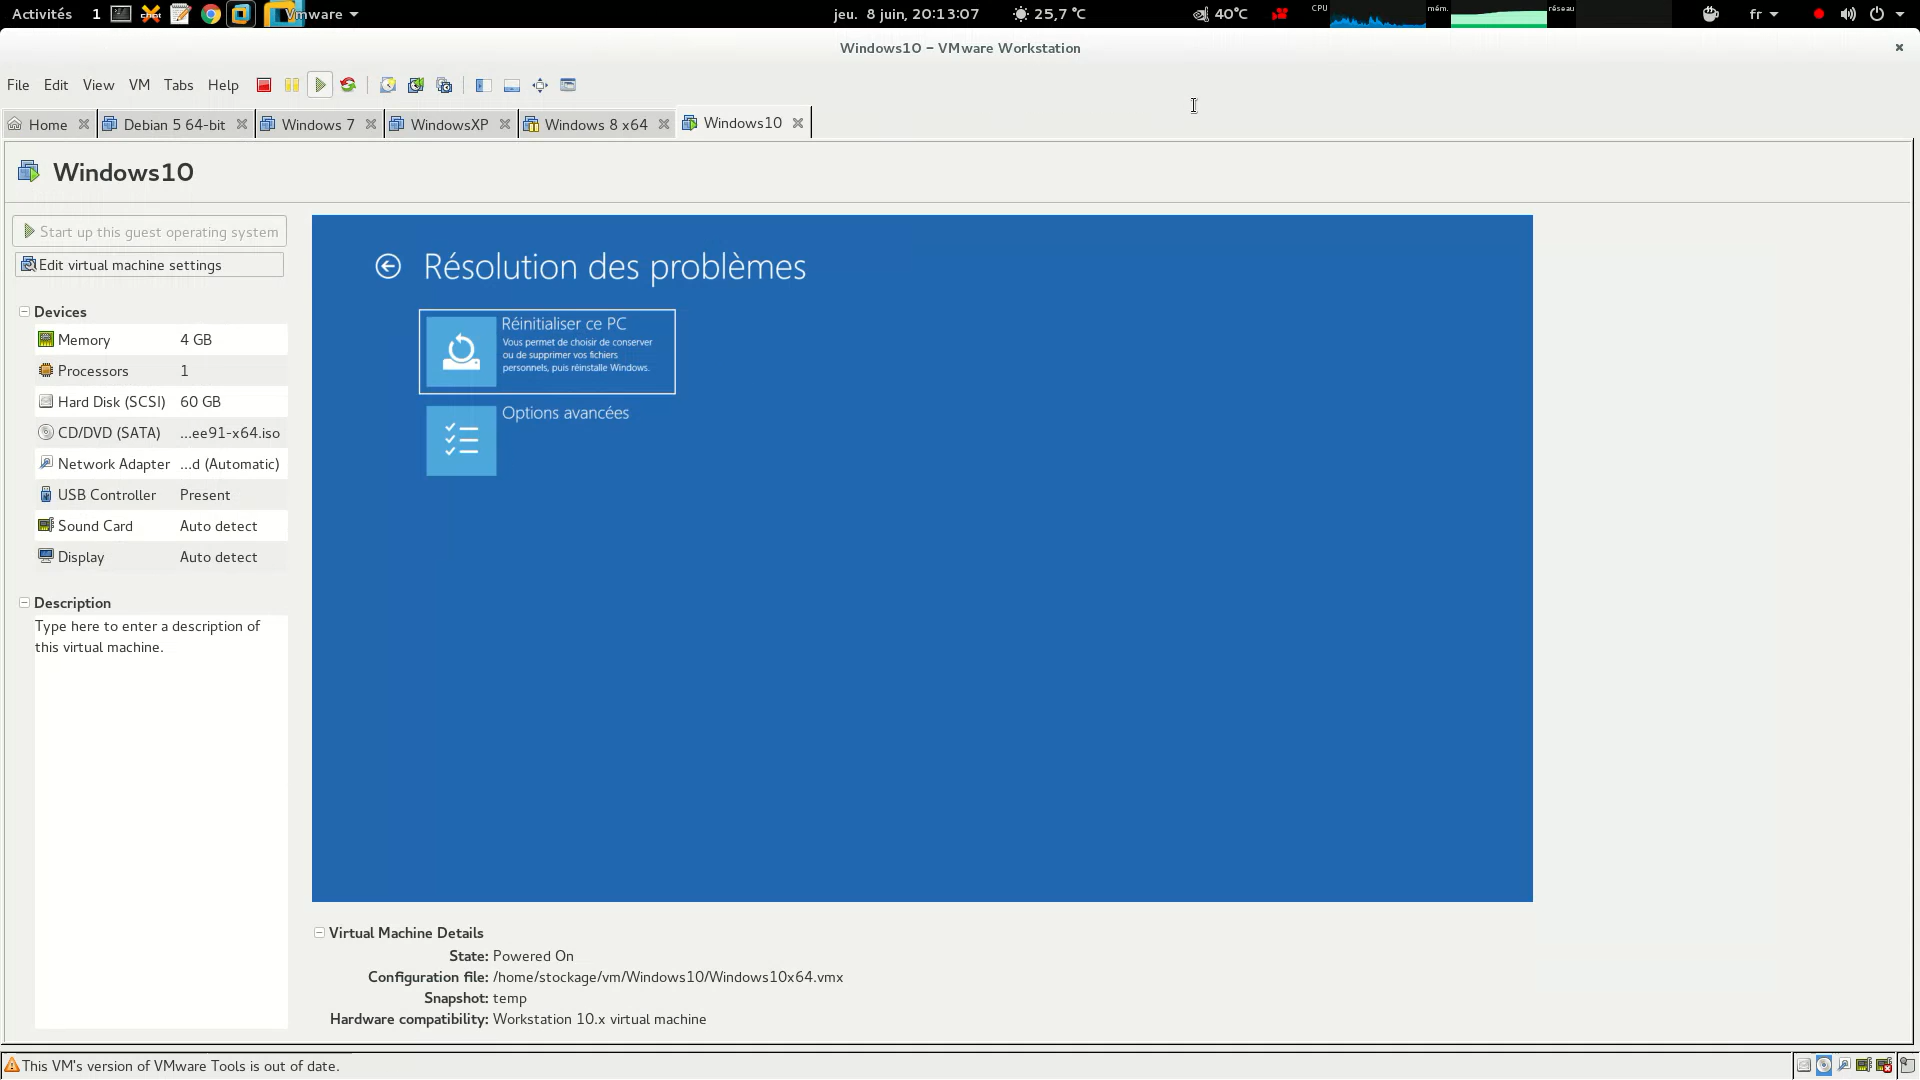 Activités 1 Vmware jeu. 8 juin, 20:13:07 25,7 °C 40°C CPU mém. réseau fr
Windows10 – VMware Workstation
File Edit View VM Tabs Help
Home Debian 5 64-bit Windows 7 WindowsXP Windows 8 x64 Windows10
Windows10
Start up this guest operating system
Edit virtual machine settings
Devices
Memory 4 GB
Processors 1
Hard Disk (SCSI) 60 GB
CD/DVD (SATA) ...ee91-x64.iso
Network Adapter ...d (Automatic)
USB Controller Present
Sound Card Auto detect
Display Auto detect
Description
Type here to enter a description of
this virtual machine.
Résolution des problèmes
Réinitialiser ce PC
Vous permet de choisir de conserver
ou de supprimer vos fichiers
personnels, puis réinstalle Windows.
Options avancées
Virtual Machine Details
State: Powered On
Configuration file: /home/stockage/vm/Windows10/Windows10x64.vmx
Snapshot: temp
Hardware compatibility: Workstation 10.x virtual machine
This VM's version of VMware Tools is out of date.